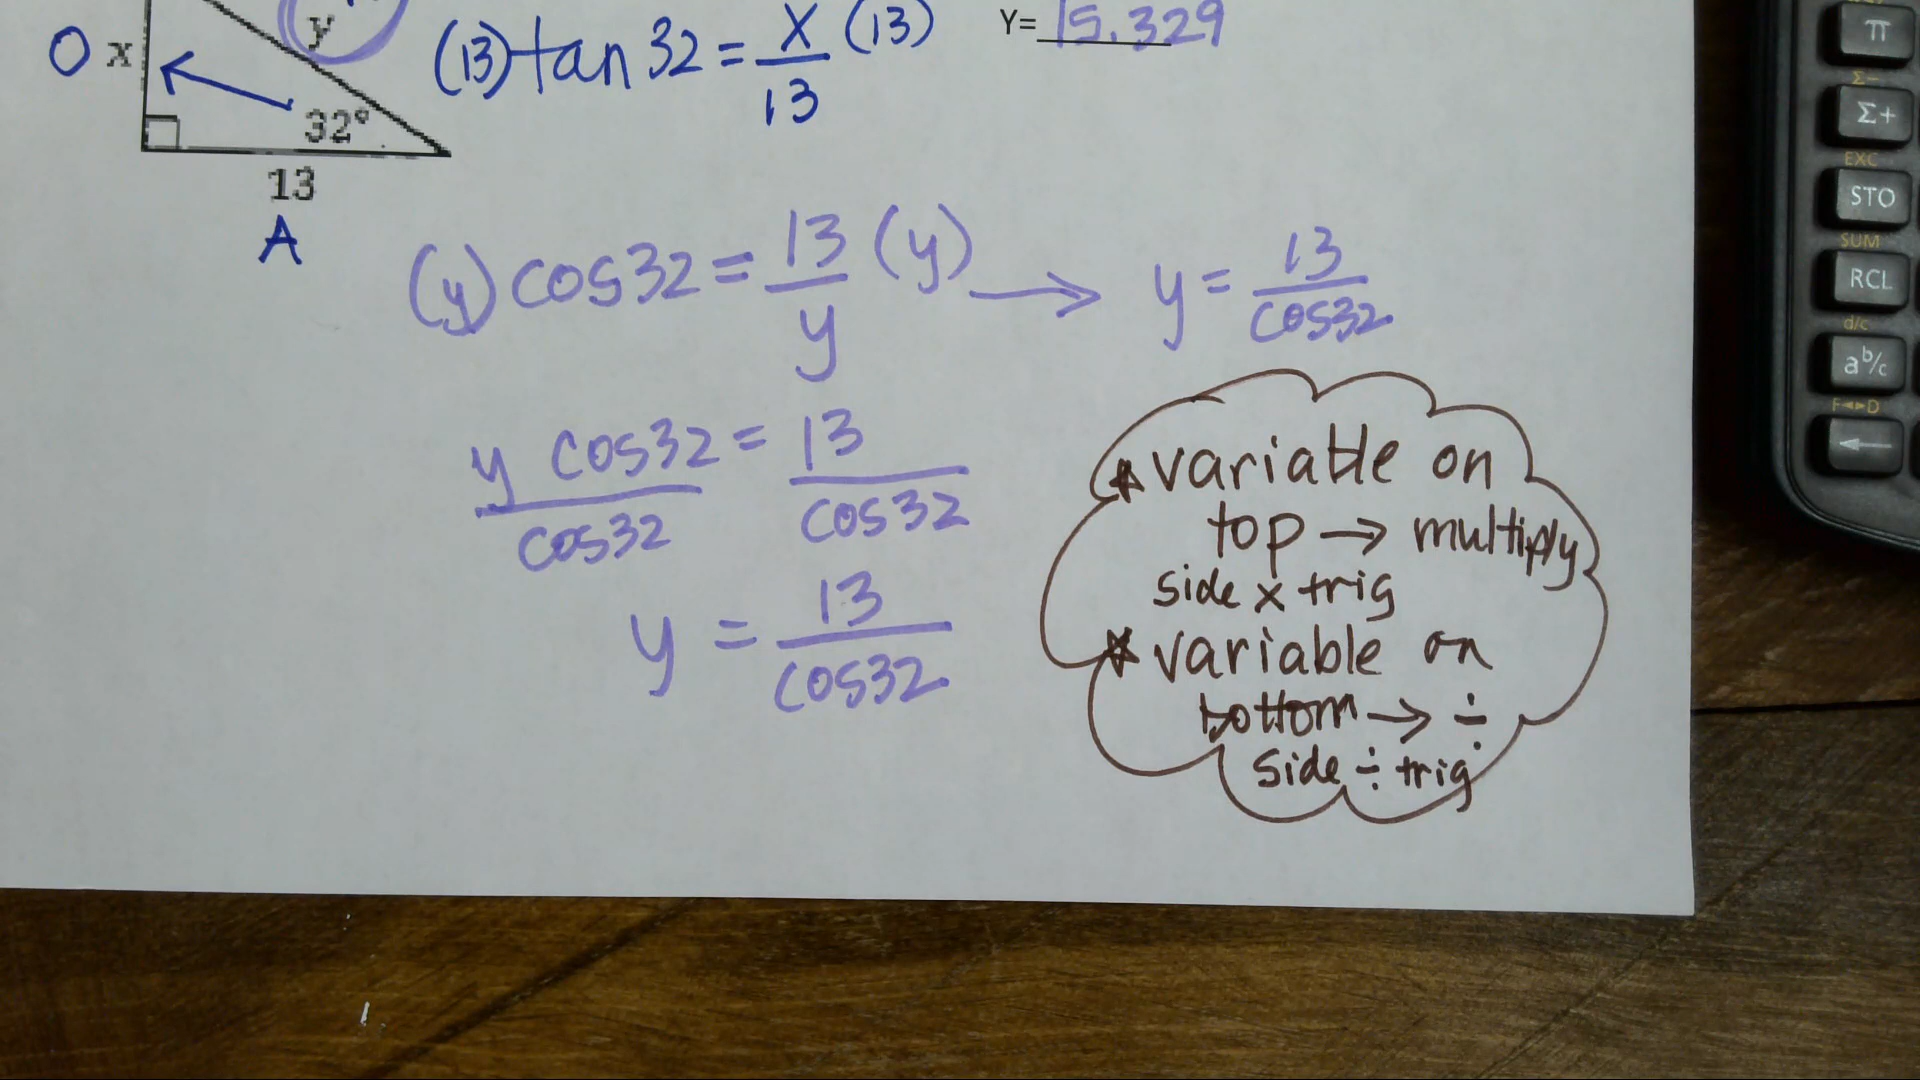 O x
y
(13) tan 32 = x/13 (13)
Y= 15.329
32°
13
A
(y) cos32 = 13/y (y) → y = 13/cos32
y cos32/cos32 = 13/cos32
y = 13/cos32
* variable on
top → multiply
side x trig
* variable on
bottom → ÷
side ÷ trig
π
Σ-
Σ+
EXC
STO
SUM
RCL
d/c
a b/c
F◄►D
←